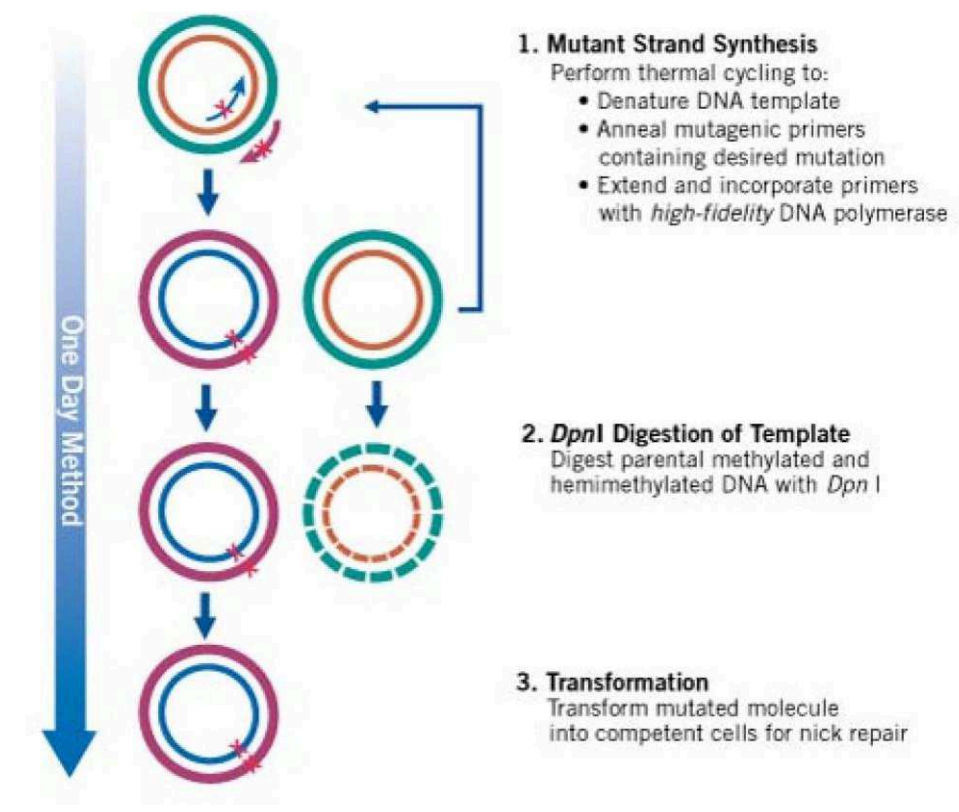 One Day Method
1. Mutant Strand Synthesis
Perform thermal cycling to:
• Denature DNA template
• Anneal mutagenic primers
containing desired mutation
• Extend and incorporate primers
with high-fidelity DNA polymerase
2. DpnI Digestion of Template
Digest parental methylated and
hemimethylated DNA with Dpn I
3. Transformation
Transform mutated molecule
into competent cells for nick repair